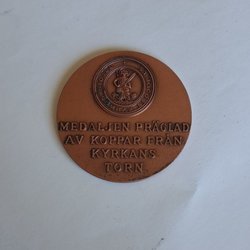 MEDALJEN PRÄGLAD
AV KOPPAR FRÅN
KYRKANS
TORN